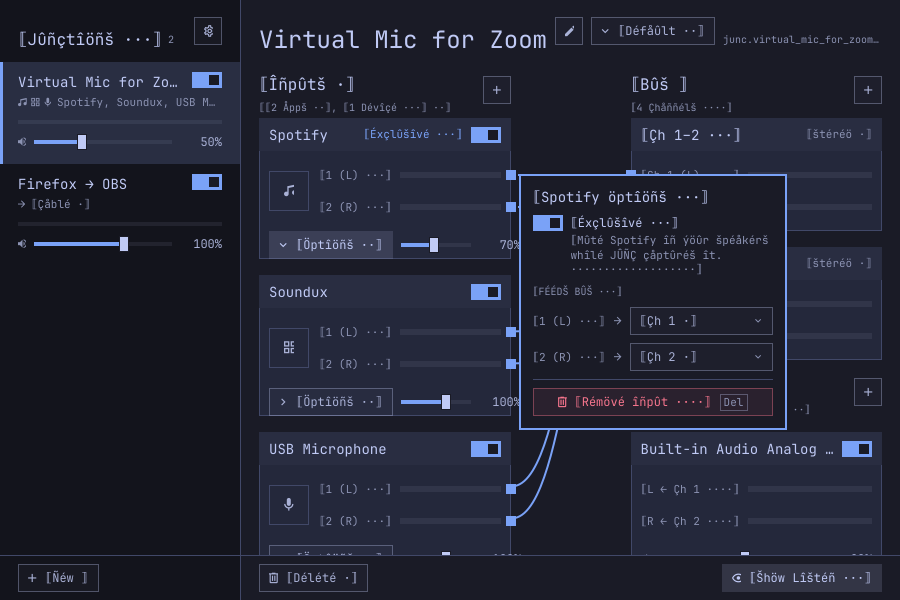 ⟦Jûñçtîöñš ···⟧ 2
Virtual Mic for Zo…
Spotify, Soundux, USB M…
50%
Firefox → OBS
→ ⟦Çåblé ·⟧
100%
+ ⟦Ñéw ⟧
Virtual Mic for Zoom
⟦Défåûlt ··⟧
junc.virtual_mic_for_zoom…
⟦Îñpûtš ·⟧
⟦⟦2 Åppš ··⟧, ⟦1 Dévîçé ···⟧ ··⟧
Spotify ⟦Éxçlûšîvé ···⟧
⟦1 (L) ···⟧
⟦2 (R) ···⟧
⟦Öptîöñš ··⟧ 70%
Soundux
⟦1 (L) ···⟧
⟦2 (R) ···⟧
⟦Öptîöñš ··⟧ 100%
USB Microphone
⟦1 (L) ···⟧
⟦2 (R) ···⟧
⟦Bûš ⟧
⟦4 Çhåññélš ····⟧
⟦Çh 1–2 ···⟧ ⟦štéréö ·⟧
⟦štéréö ·⟧
··⟧
Built-in Audio Analog …
⟦L ← Çh 1 ····⟧
⟦R ← Çh 2 ····⟧
⟦Spotify öptîöñš ···⟧
⟦Éxçlûšîvé ···⟧
⟦Mûté Spotify îñ ýöûr špéåkérš
whîlé JÛÑÇ çåptûréš ît.
···················⟧
⟦FÉÉDŠ BÛŠ ···⟧
⟦1 (L) ···⟧ → ⟦Çh 1 ·⟧
⟦2 (R) ···⟧ → ⟦Çh 2 ·⟧
⟦Rémövé îñpût ····⟧ Del
⟦Délété ·⟧
⟦Šhöw Lîštéñ ···⟧